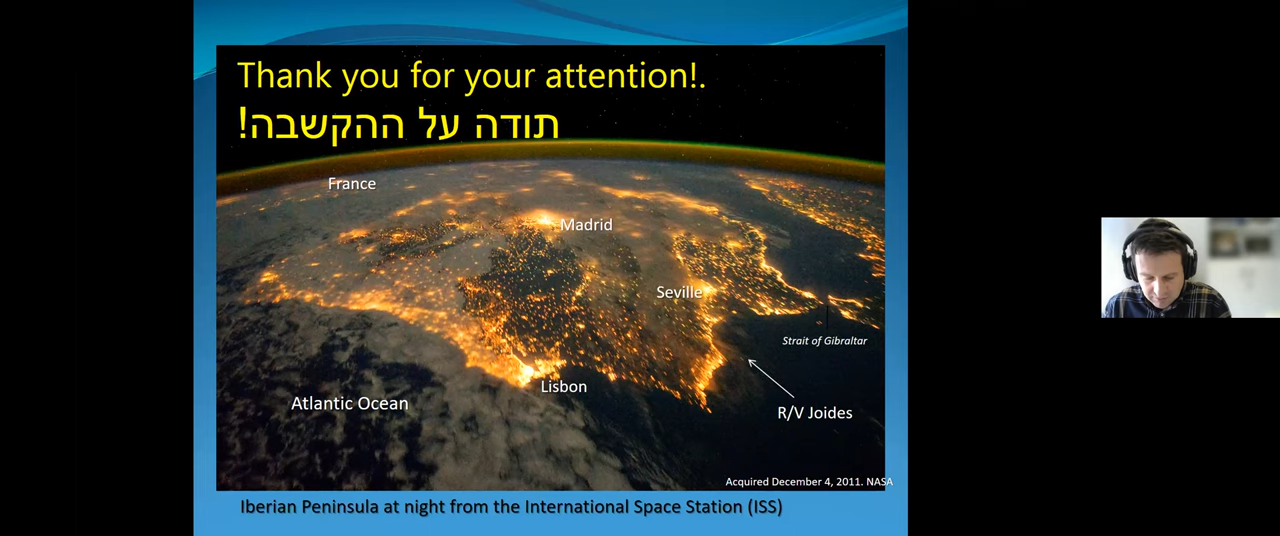 Thank you for your attention!.
תודה על ההקשבה!
France
Madrid
Seville
Strait of Gibraltar
Lisbon
Atlantic Ocean
R/V Joides
Acquired December 4, 2011. NASA
Iberian Peninsula at night from the International Space Station (ISS)